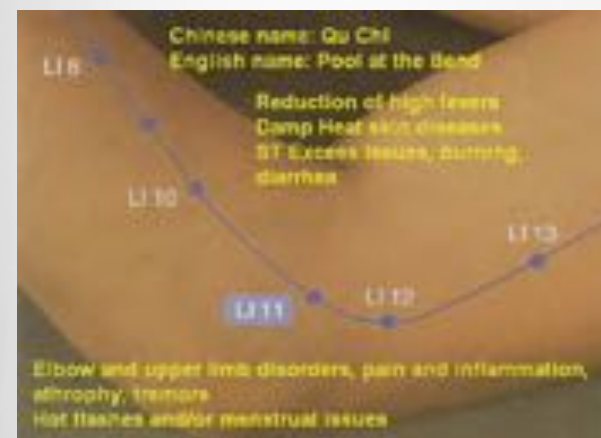 Chinese name: Qu Chi
English name: Pool at the Bend
LI 8
Reduction of high fevers
Damp Heat skin diseases
ST Excess issues, burning,
diarrhea
LI 10
LI 13
LI 11
LI 12
Elbow and upper limb disorders, pain and inflammation,
athrophy, tremors
Hot flashes and/or menstrual issues